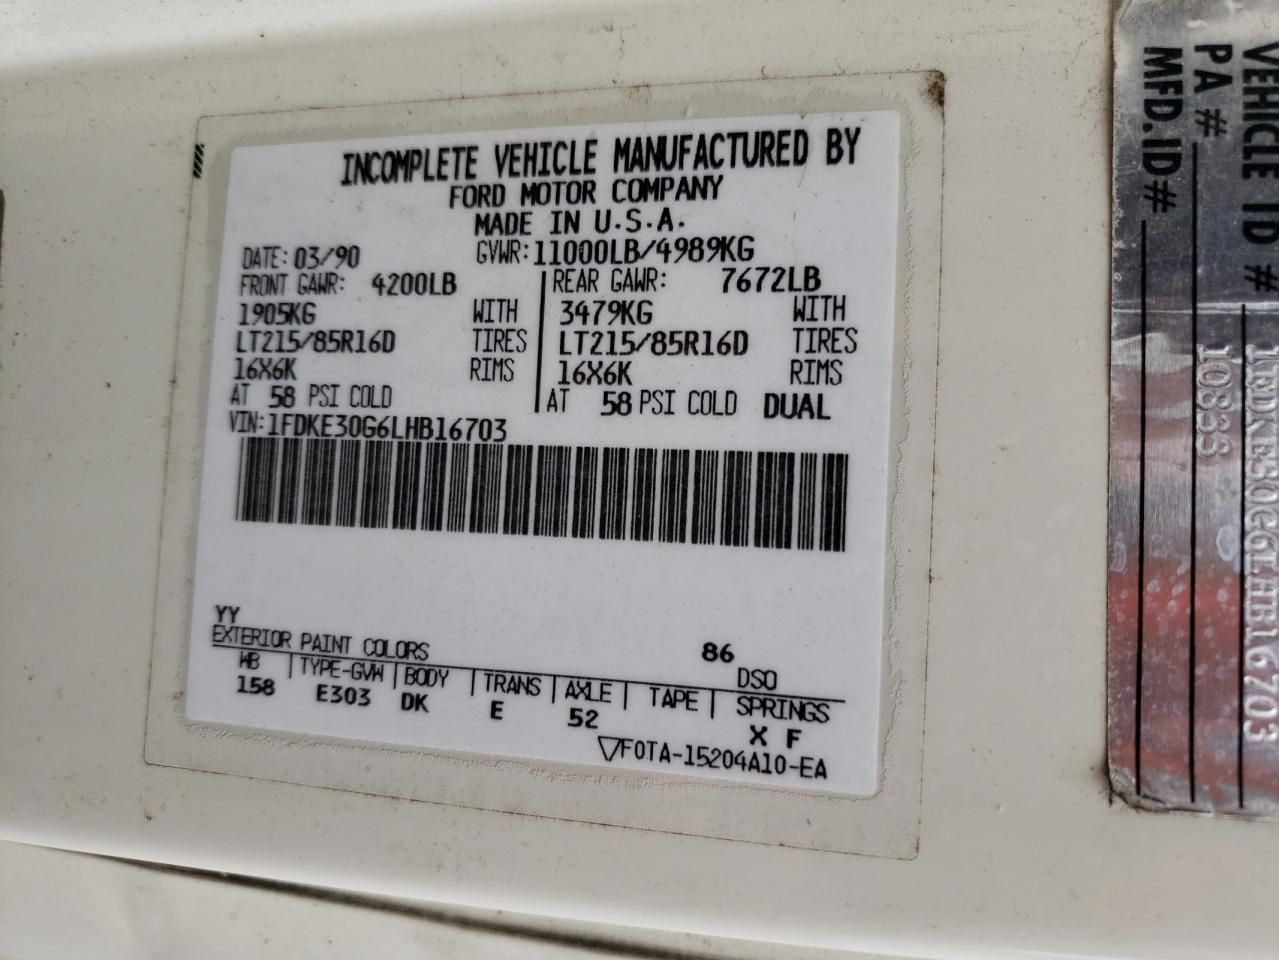 INCOMPLETE VEHICLE MANUFACTURED BY
FORD MOTOR COMPANY
MADE IN U.S.A.
DATE: 03/90 GVWR: 11000LB/4989KG
FRONT GAWR: 4200LB REAR GAWR: 7672LB
1905KG WITH 3479KG WITH
LT215/85R16D TIRES LT215/85R16D TIRES
16X6K RIMS 16X6K RIMS
AT 58 PSI COLD AT 58 PSI COLD DUAL
VIN: 1FDKE30G6LHB16703
YY
EXTERIOR PAINT COLORS 86 DSO
WB TYPE-GVW BODY TRANS AXLE TAPE SPRINGS
158 E303 DK E 52 X F
▽F0TA-15204A10-EA
VEHICLE ID # 1FDKE30G6LHB16703
PA # 10833
MFD.ID#